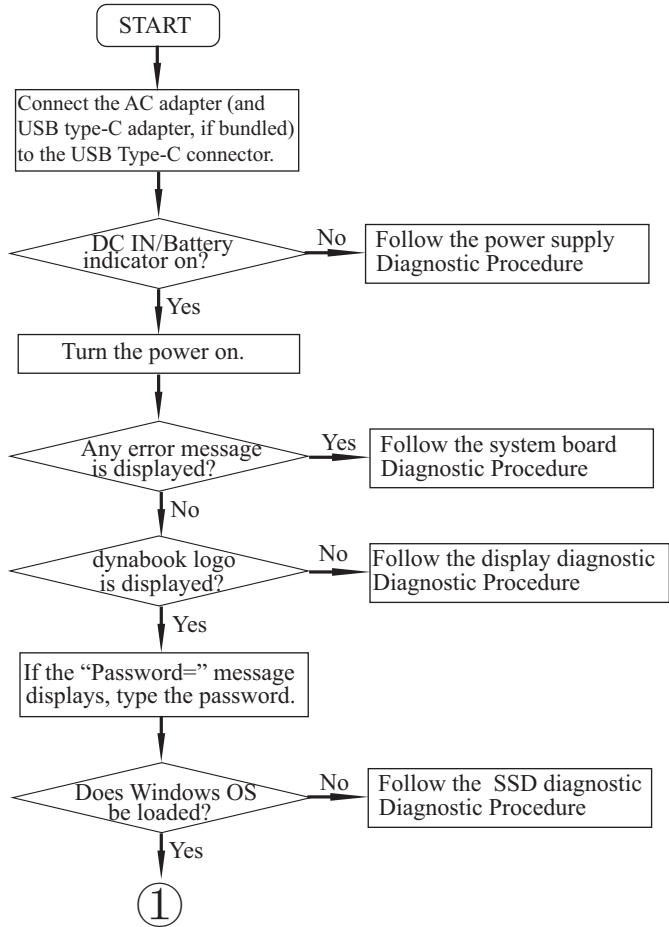 START
Connect the AC adapter (and
USB type-C adapter, if bundled)
to the USB Type-C connector.
DC IN/Battery
indicator on?
No
Follow the power supply
Diagnostic Procedure
Yes
Turn the power on.
Any error message
is displayed?
Yes
Follow the system board
Diagnostic Procedure
No
dynabook logo
is displayed?
No
Follow the display diagnostic
Diagnostic Procedure
Yes
If the “Password=” message
displays, type the password.
Does Windows OS
be loaded?
No
Follow the SSD diagnostic
Diagnostic Procedure
Yes
①